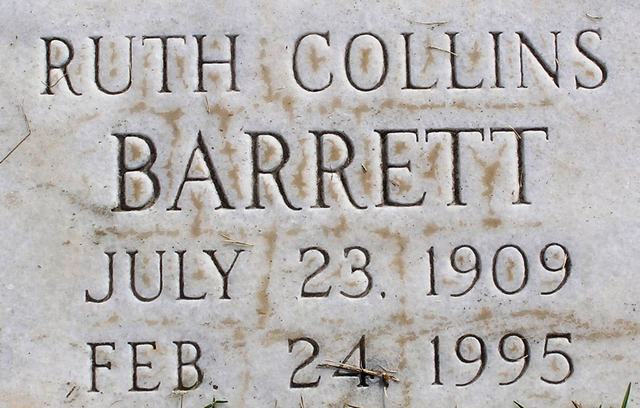 RUTH COLLINS
BARRETT
JULY 23, 1909
FEB 24 1995